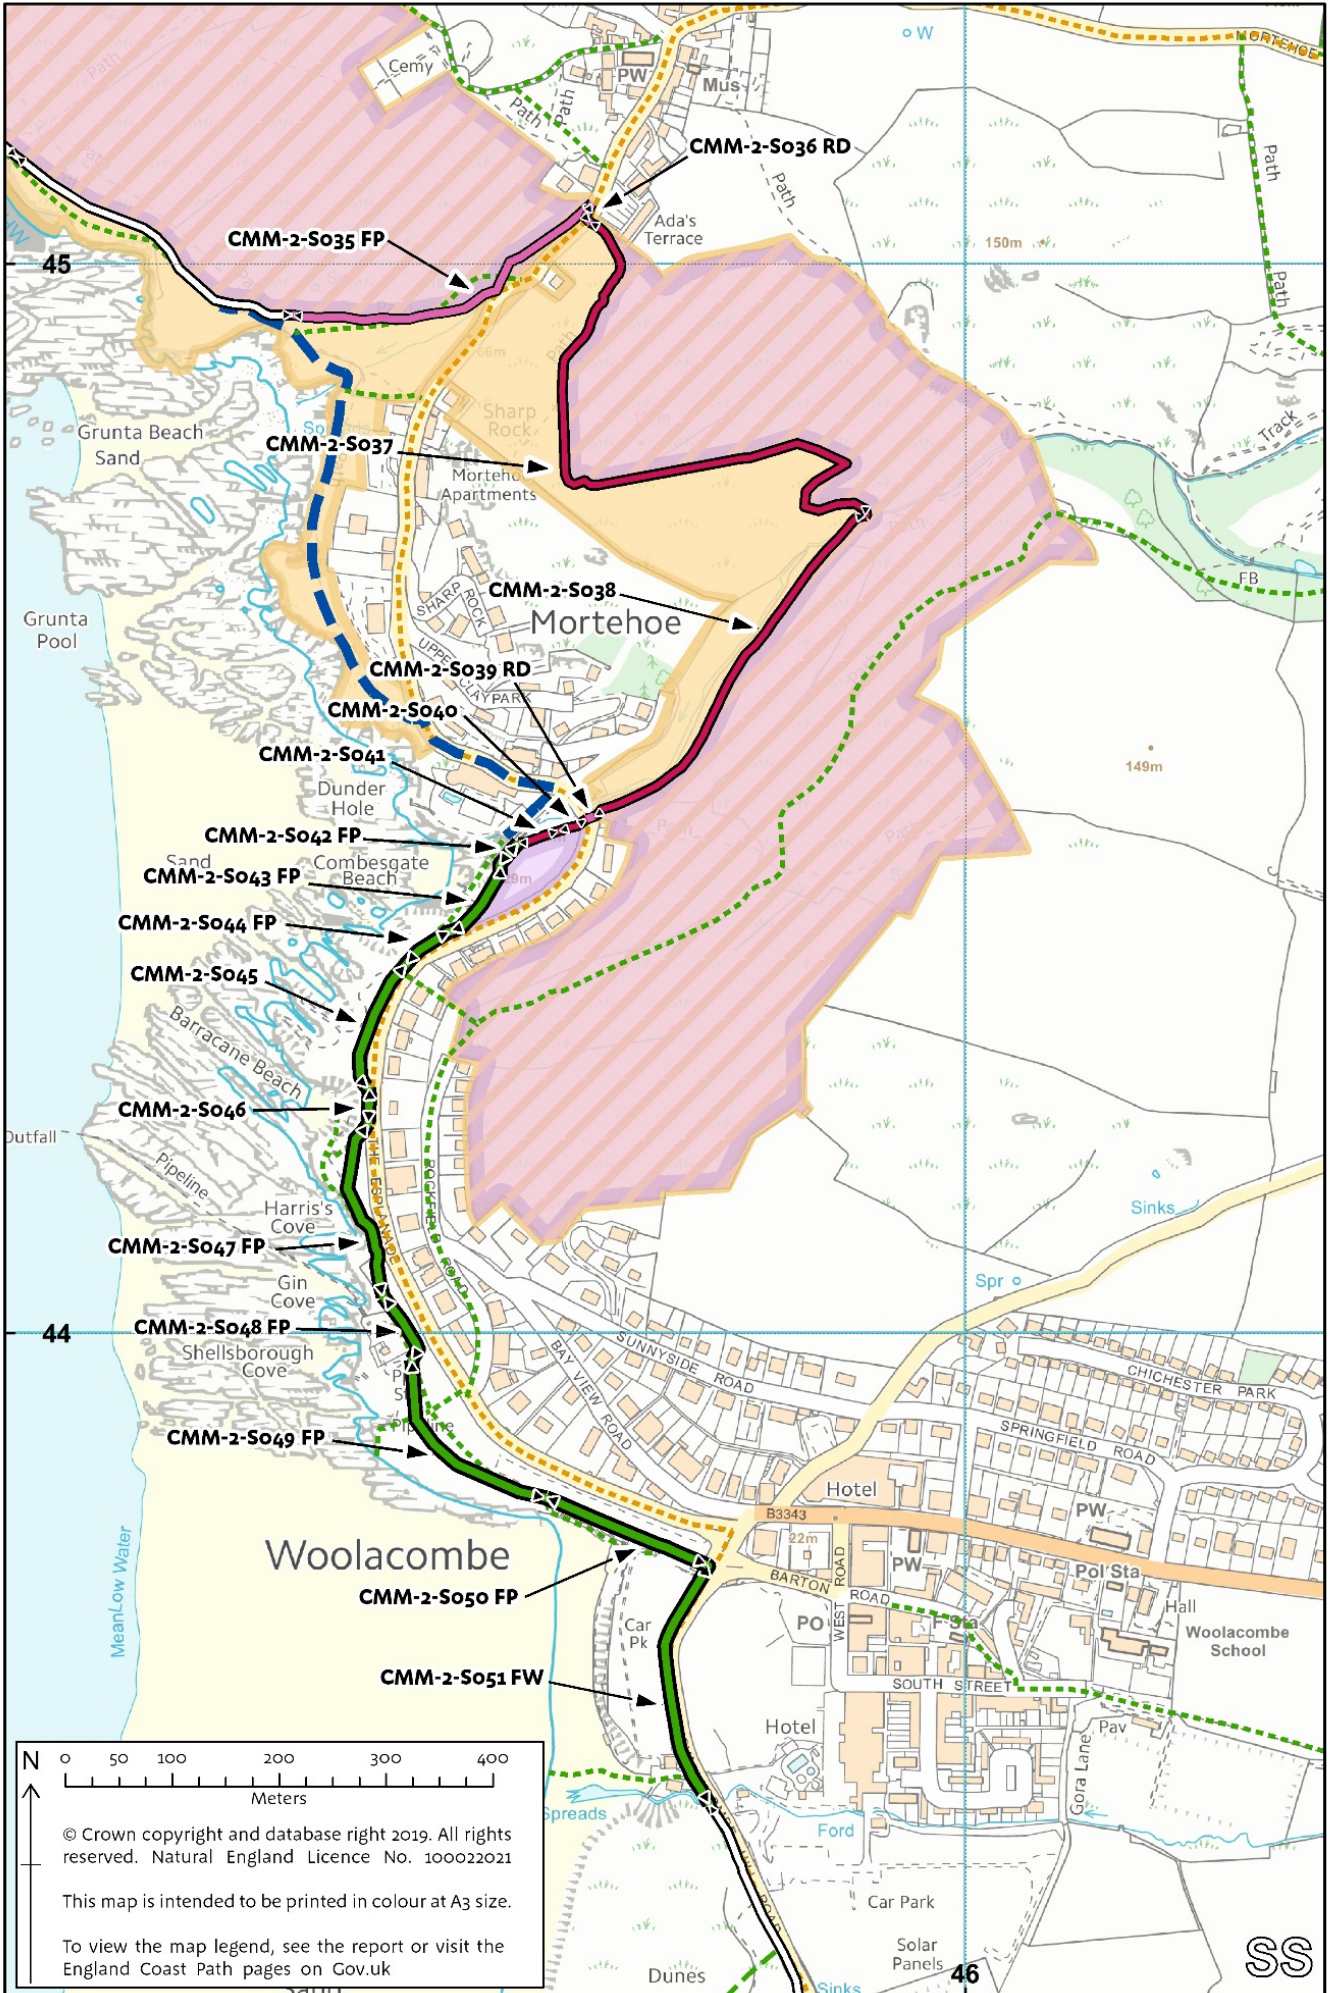 W
MORTEHOE
Cemy
Path
PW
Mus
Path
Path
CMM-2-S036 RD
Path
Path
Ada's
Terrace
CMM-2-S035 FP
150m
45
Path
Path
66m
Grunta Beach
Sand
Sharp
Rock
CMM-2-S037
Track
Apartments
Path
CMM-2-S038
FB
SHARP
ROCK
Grunta
Pool
Mortehoe
UPPER
CLAYPARK
CMM-2-S039 RD
CMM-2-S040
CMM-2-S041
149m
Dunder
Hole
CMM-2-S042 FP
Path
Sand
Combesgate
Beach
CMM-2-S043 FP
CMM-2-S044 FP
CMM-2-S045
Barracane Beach
CMM-2-S046
Outfall
Pipeline
THE ESPLANADE
ROCKFIELD ROAD
Harris's
Cove
Sinks
CMM-2-S047 FP
Gin
Cove
Spr
CMM-2-S048 FP
44
Shellsborough
Cove
SUNNYSIDE ROAD
BAY VIEW ROAD
CHICHESTER PARK
SPRINGFIELD ROAD
Pipeline
CMM-2-S049 FP
Hotel
PW
B3343
22m
Woolacombe
MeanLow Water
BARTON ROAD
WEST ROAD
PW
Pol Sta
CMM-2-S050 FP
Hall
Car
Pk
PO
F Sta
Woolacombe
School
CMM-2-S051 FW
SOUTH STREET
Hotel
Pav
Gora Lane
N
0 50 100 200 300 400
Meters
Spreads
Ford
© Crown copyright and database right 2019. All rights
reserved. Natural England Licence No. 100022021
This map is intended to be printed in colour at A3 size.
Car Park
ROAD
To view the map legend, see the report or visit the
England Coast Path pages on Gov.uk
Solar
Panels
SS
Dunes
46
Sinks